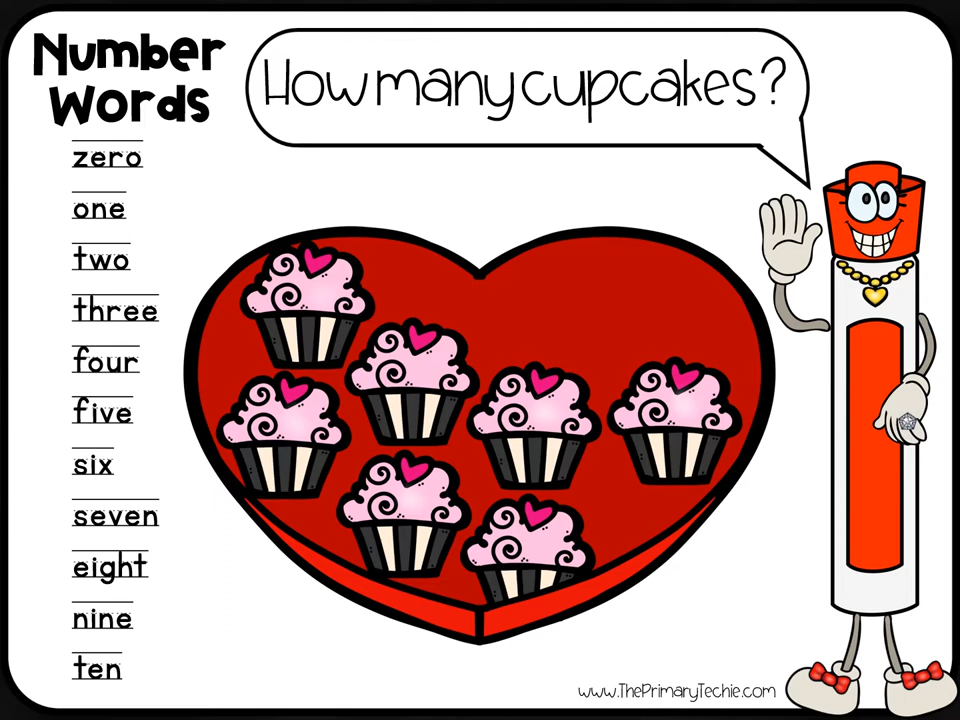 Number
Words
How many cupcakes?
zero
one
two
three
four
five
six
seven
eight
nine
ten
www.ThePrimaryTechie.com